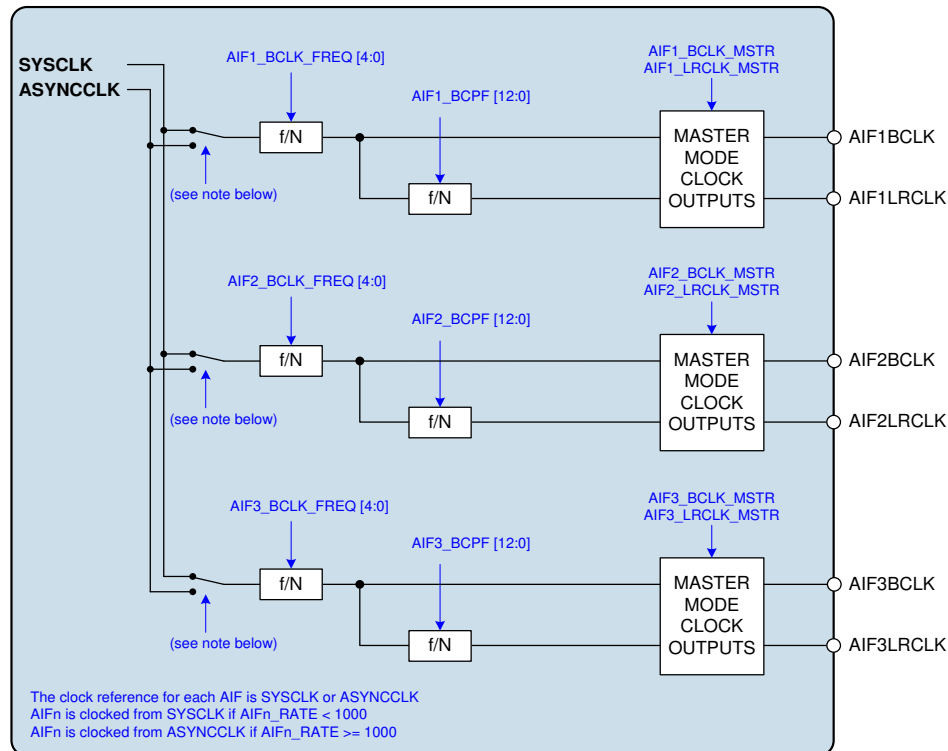 SYSCLK
ASYNCCLK
AIF1_BCLK_FREQ [4:0]
AIF1_BCPF [12:0]
AIF1_BCLK_MSTR
AIF1_LRCLK_MSTR
f/N
f/N
(see note below)
MASTER
MODE
CLOCK
OUTPUTS
AIF1BCLK
AIF1LRCLK
AIF2_BCLK_FREQ [4:0]
AIF2_BCPF [12:0]
AIF2_BCLK_MSTR
AIF2_LRCLK_MSTR
f/N
f/N
(see note below)
MASTER
MODE
CLOCK
OUTPUTS
AIF2BCLK
AIF2LRCLK
AIF3_BCLK_FREQ [4:0]
AIF3_BCPF [12:0]
AIF3_BCLK_MSTR
AIF3_LRCLK_MSTR
f/N
f/N
(see note below)
MASTER
MODE
CLOCK
OUTPUTS
AIF3BCLK
AIF3LRCLK
The clock reference for each AIF is SYSCLK or ASYNCCLK
AIFn is clocked from SYSCLK if AIFn_RATE < 1000
AIFn is clocked from ASYNCCLK if AIFn_RATE >= 1000